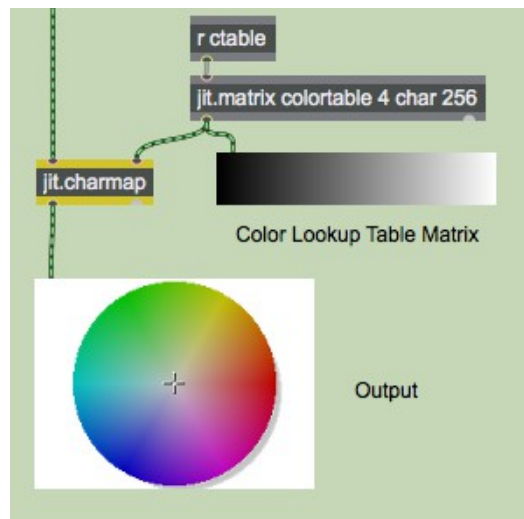 r ctable
jit.matrix colortable 4 char 256
jit.charmap
Color Lookup Table Matrix
Output